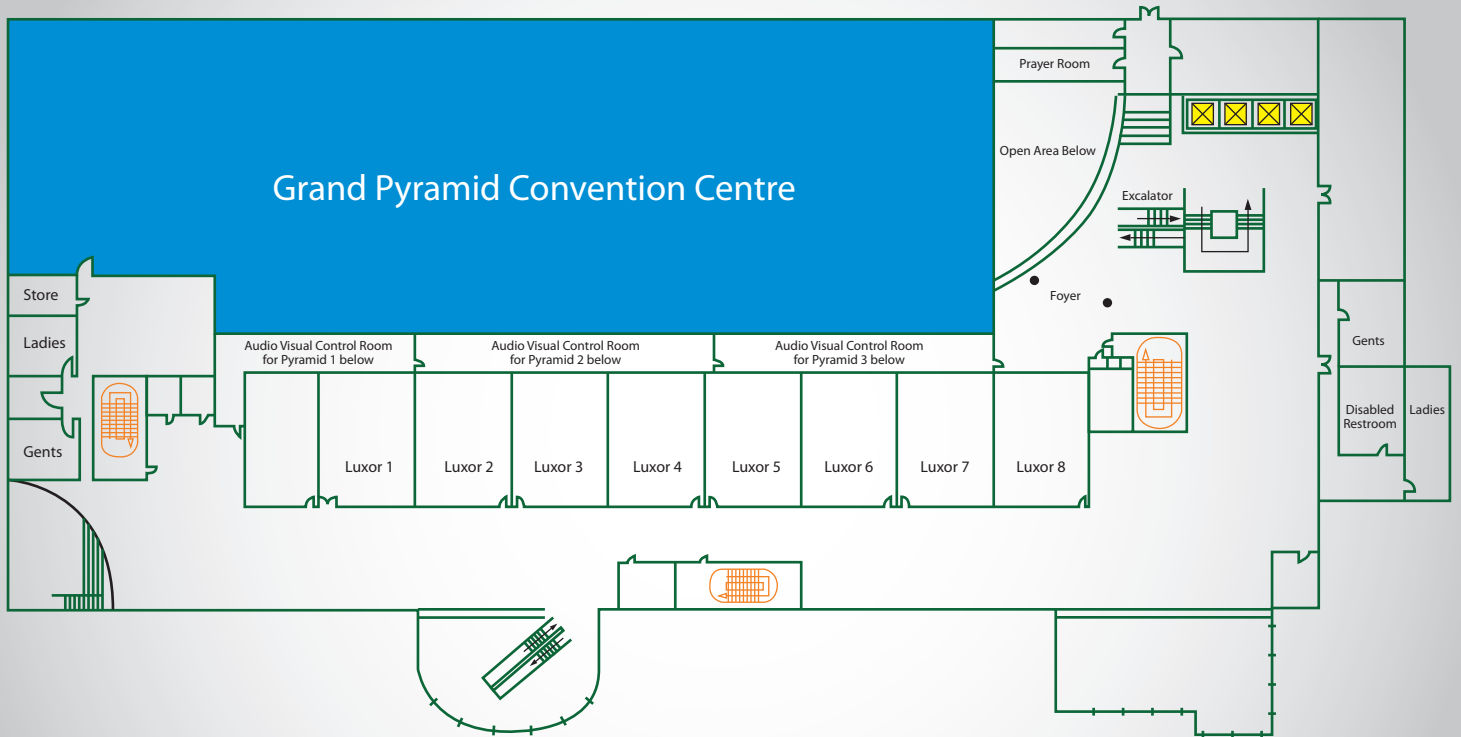 Prayer Room
Open Area Below
Grand Pyramid Convention Centre
Excalator
Store
Foyer
Ladies
Audio Visual Control Room
for Pyramid 1 below
Audio Visual Control Room
for Pyramid 2 below
Audio Visual Control Room
for Pyramid 3 below
Gents
Disabled
Restroom
Ladies
Gents
Luxor 1
Luxor 2
Luxor 3
Luxor 4
Luxor 5
Luxor 6
Luxor 7
Luxor 8